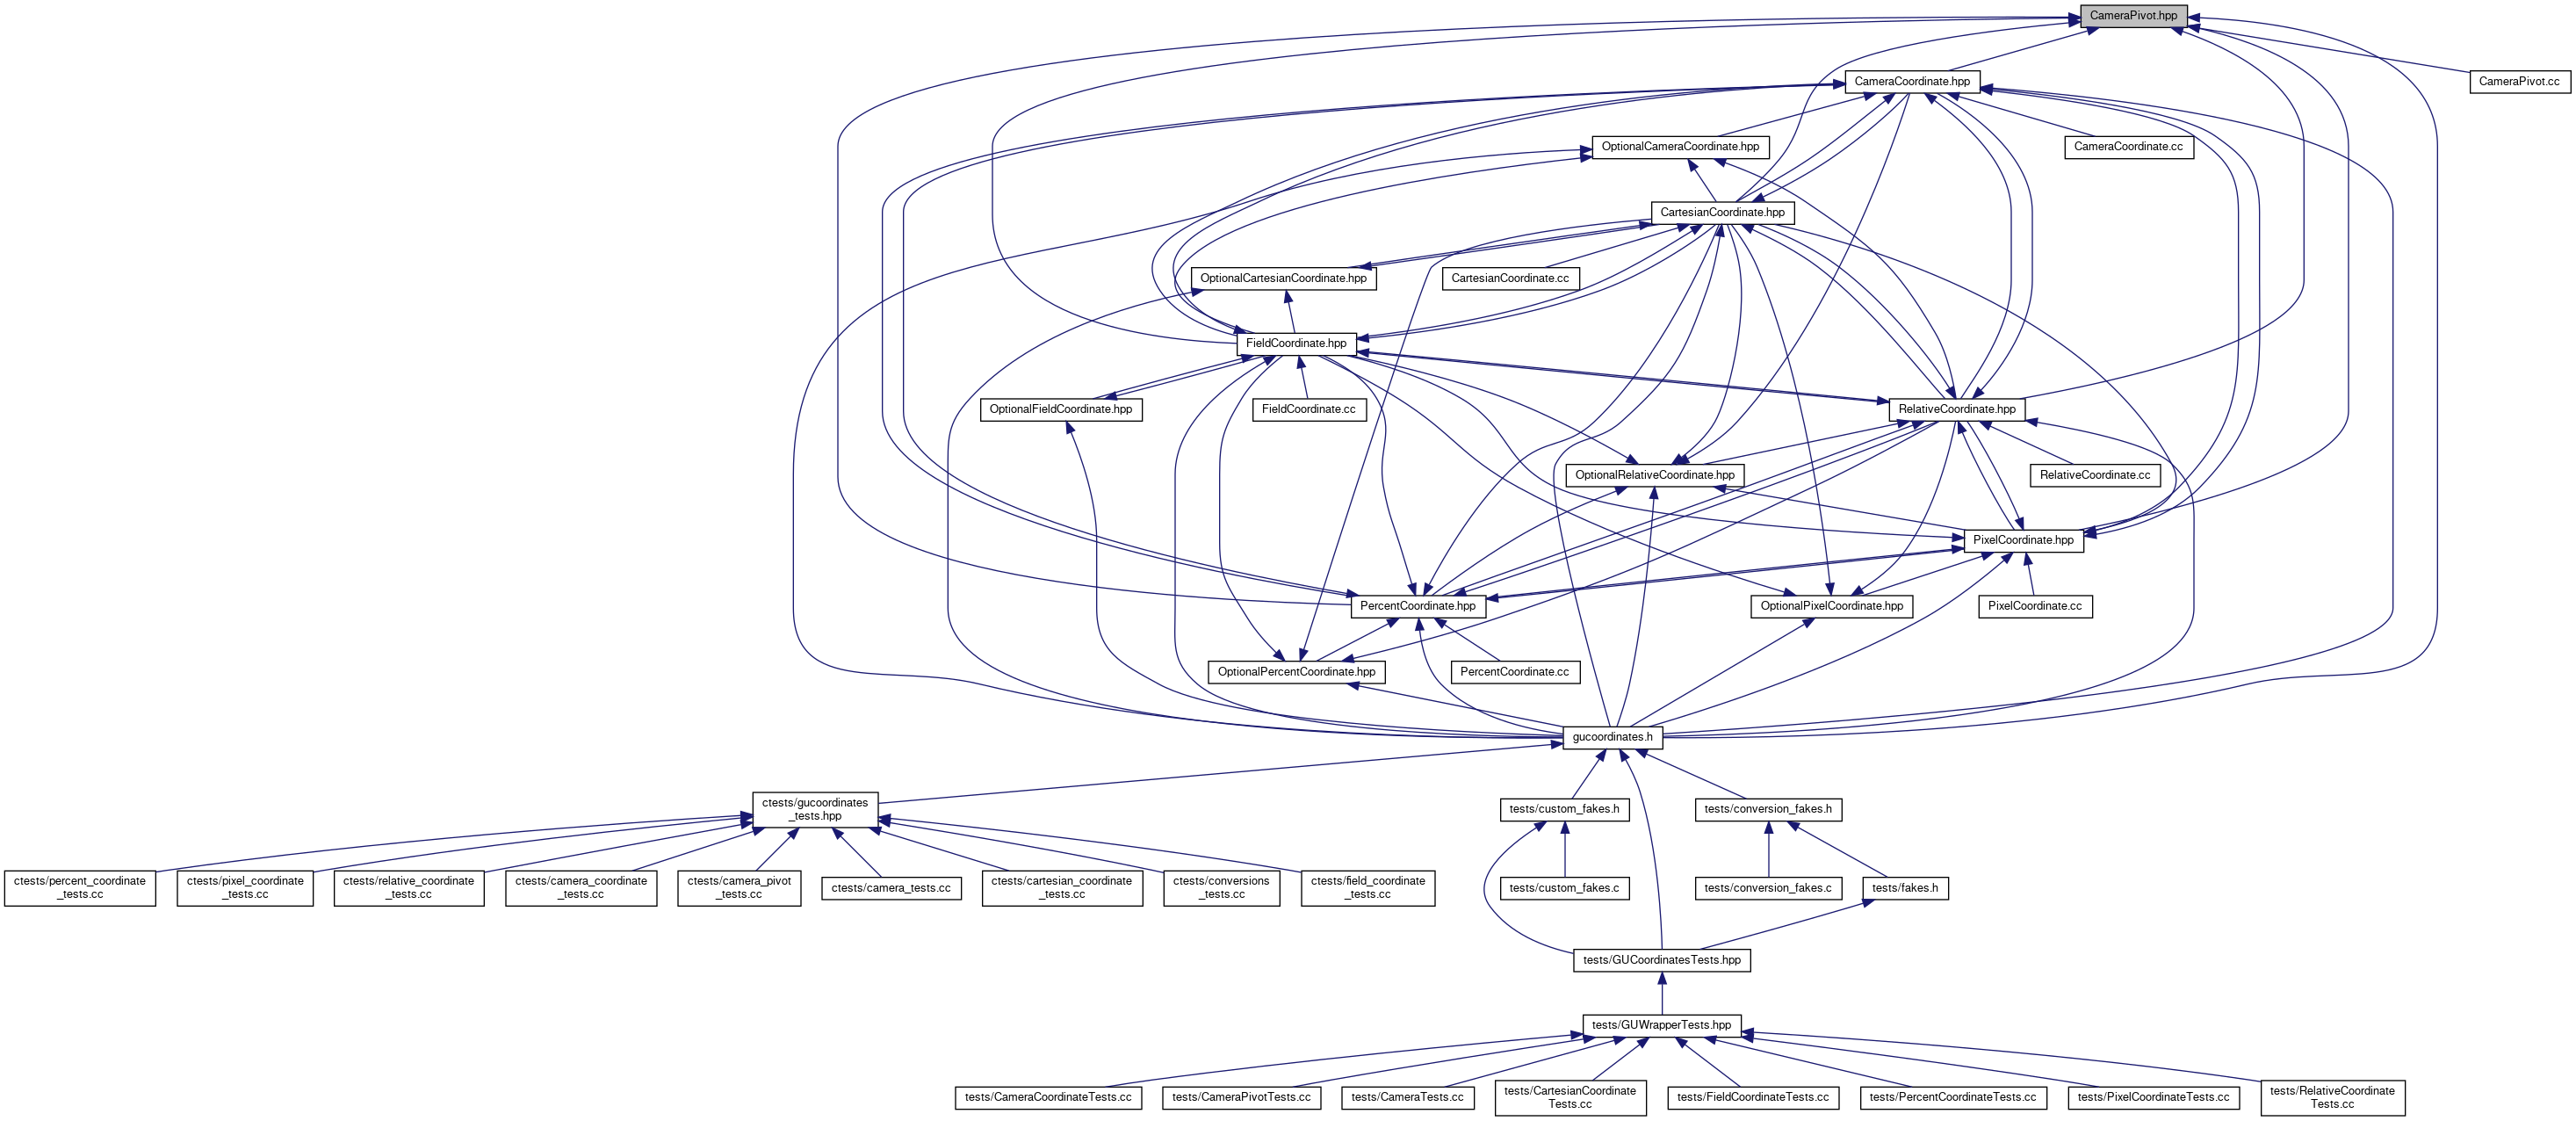 CameraPivot.hpp
CameraCoordinate.hpp
CameraPivot.cc
OptionalCameraCoordinate.hpp
CameraCoordinate.cc
CartesianCoordinate.hpp
OptionalCartesianCoordinate.hpp
CartesianCoordinate.cc
FieldCoordinate.hpp
OptionalFieldCoordinate.hpp
FieldCoordinate.cc
RelativeCoordinate.hpp
OptionalRelativeCoordinate.hpp
RelativeCoordinate.cc
PixelCoordinate.hpp
PercentCoordinate.hpp
OptionalPixelCoordinate.hpp
PixelCoordinate.cc
OptionalPercentCoordinate.hpp
PercentCoordinate.cc
gucoordinates.h
ctests/gucoordinates
_tests.hpp
tests/custom_fakes.h
tests/conversion_fakes.h
ctests/percent_coordinate
_tests.cc
ctests/pixel_coordinate
_tests.cc
ctests/relative_coordinate
_tests.cc
ctests/camera_coordinate
_tests.cc
ctests/camera_pivot
_tests.cc
ctests/camera_tests.cc
ctests/cartesian_coordinate
_tests.cc
ctests/conversions
_tests.cc
ctests/field_coordinate
_tests.cc
tests/custom_fakes.c
tests/conversion_fakes.c
tests/fakes.h
tests/GUCoordinatesTests.hpp
tests/GUWrapperTests.hpp
tests/CameraCoordinateTests.cc
tests/CameraPivotTests.cc
tests/CameraTests.cc
tests/CartesianCoordinate
Tests.cc
tests/FieldCoordinateTests.cc
tests/PercentCoordinateTests.cc
tests/PixelCoordinateTests.cc
tests/RelativeCoordinate
Tests.cc